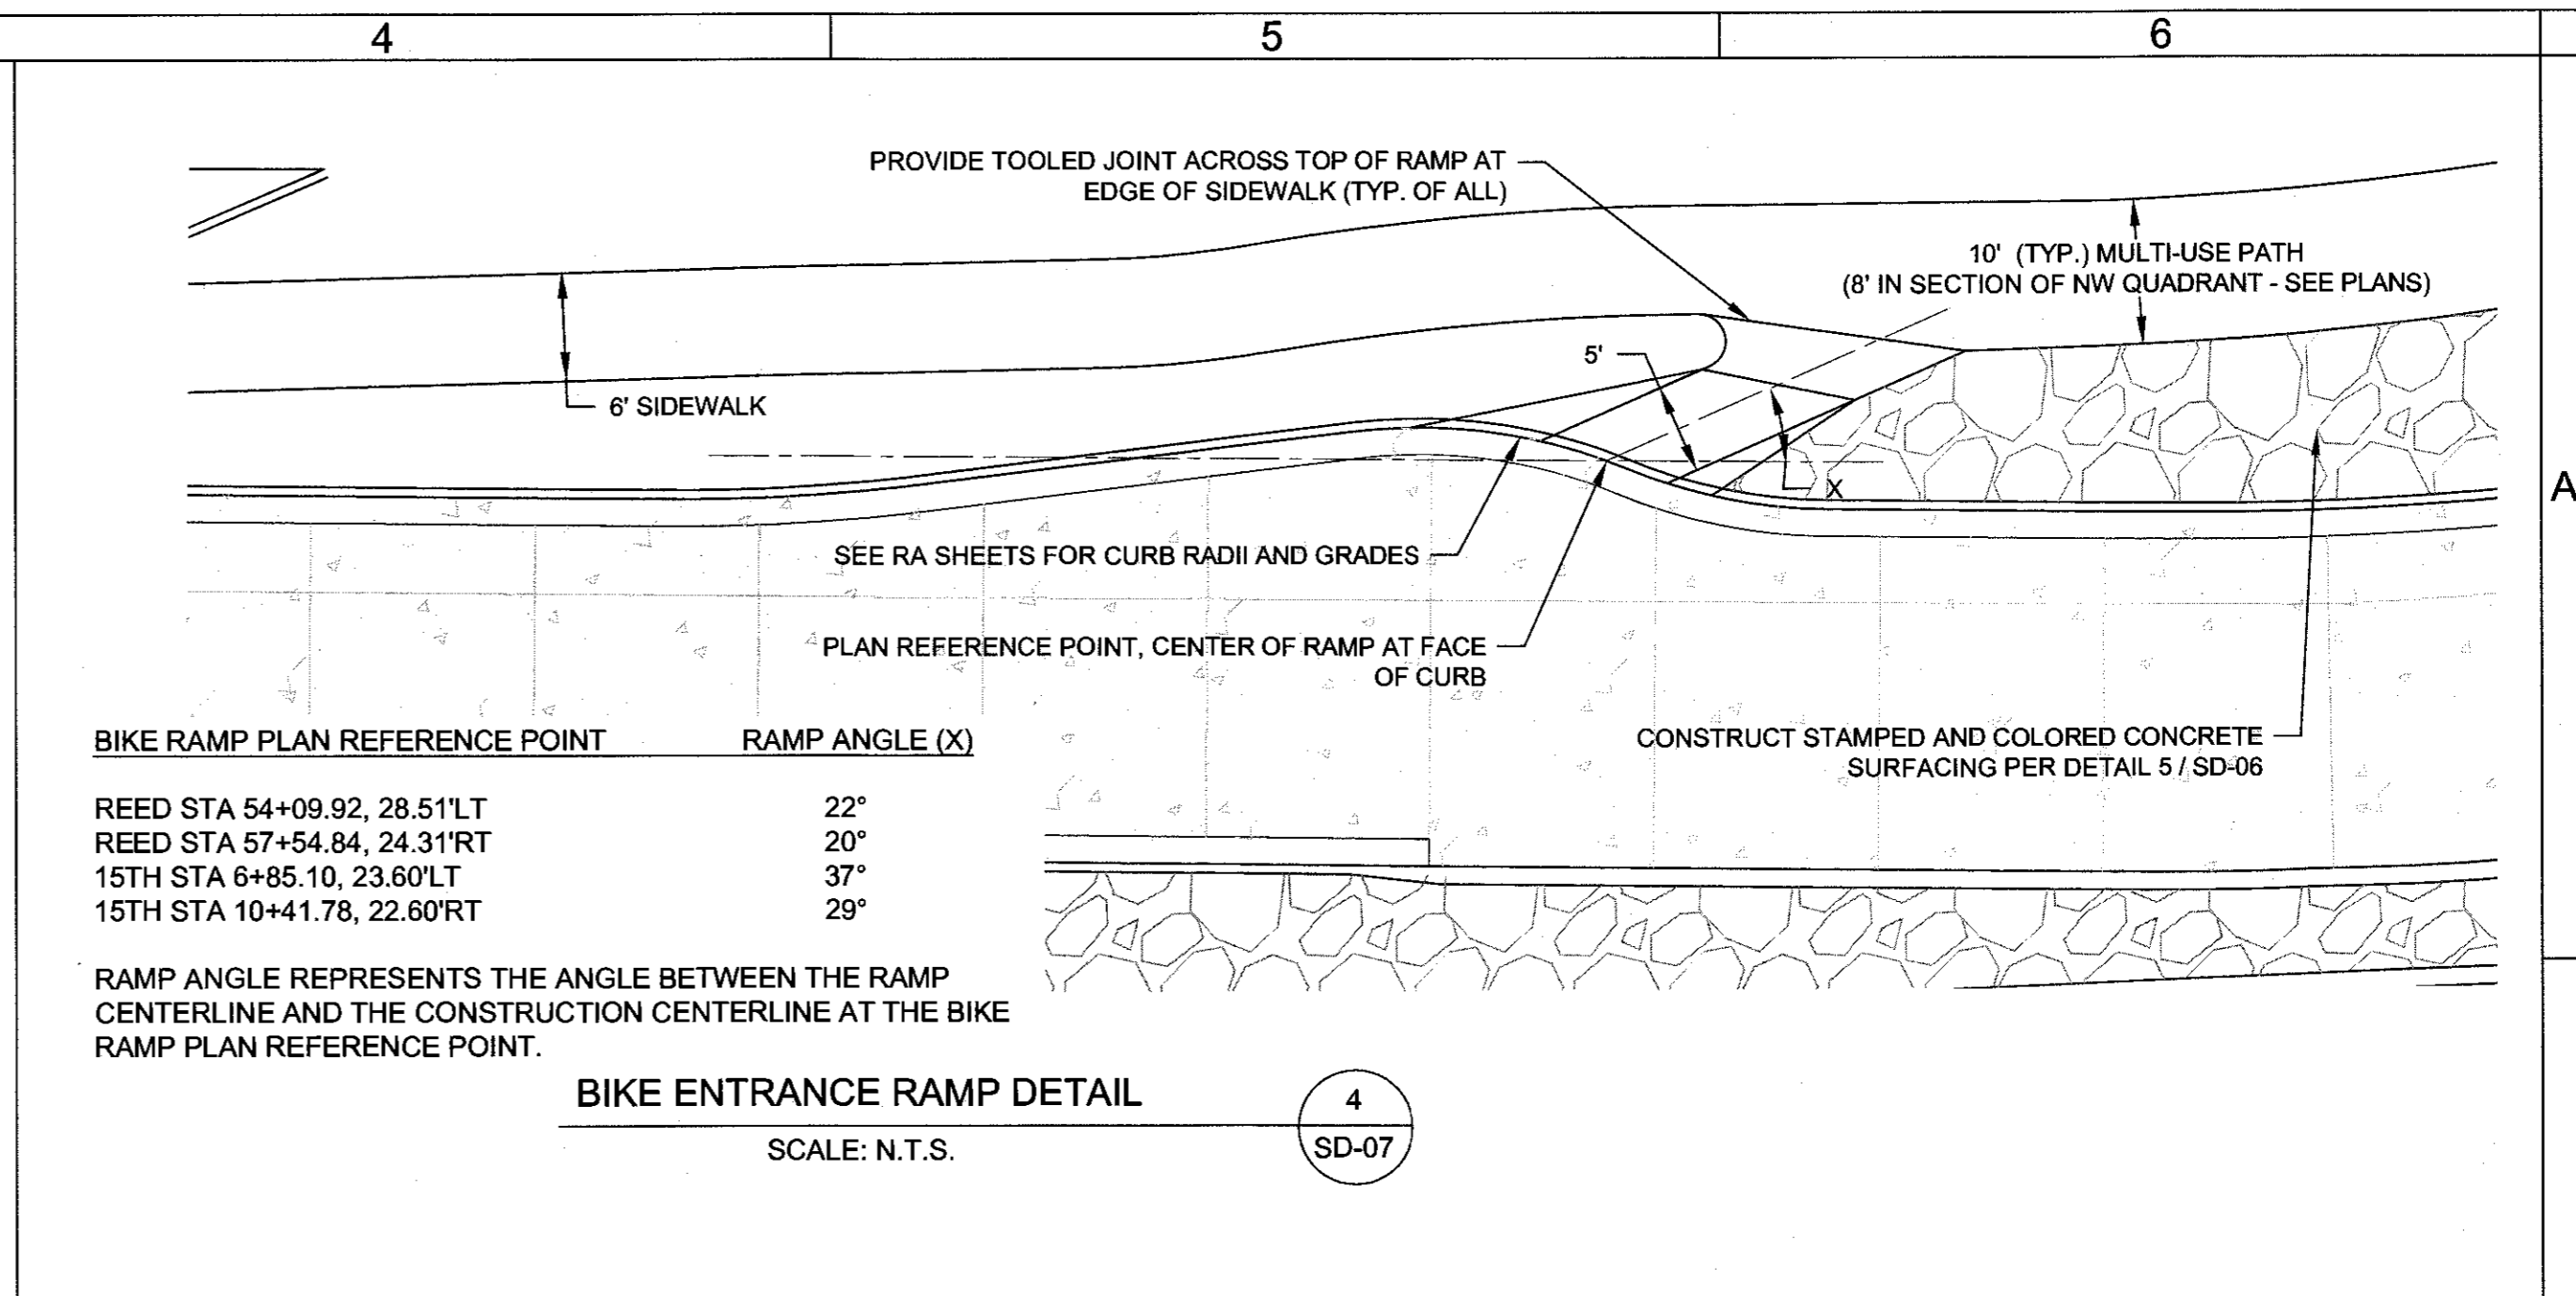 4
5
6
PROVIDE TOOLED JOINT ACROSS TOP OF RAMP AT
EDGE OF SIDEWALK (TYP. OF ALL)
10' (TYP.) MULTI-USE PATH
(8' IN SECTION OF NW QUADRANT - SEE PLANS)
5'
6' SIDEWALK
X
A
SEE RA SHEETS FOR CURB RADII AND GRADES
PLAN REFERENCE POINT, CENTER OF RAMP AT FACE
OF CURB
CONSTRUCT STAMPED AND COLORED CONCRETE
SURFACING PER DETAIL 5 / SD-06
BIKE RAMP PLAN REFERENCE POINT RAMP ANGLE (X)
REED STA 54+09.92, 28.51'LT 22°
REED STA 57+54.84, 24.31'RT 20°
15TH STA 6+85.10, 23.60'LT 37°
15TH STA 10+41.78, 22.60'RT 29°
RAMP ANGLE REPRESENTS THE ANGLE BETWEEN THE RAMP
CENTERLINE AND THE CONSTRUCTION CENTERLINE AT THE BIKE
RAMP PLAN REFERENCE POINT.
BIKE ENTRANCE RAMP DETAIL
SCALE: N.T.S.
4
SD-07